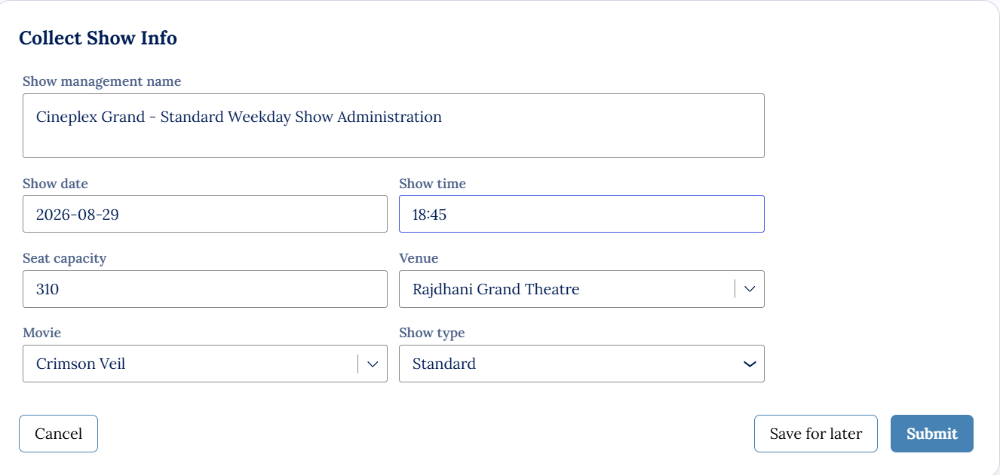 Collect Show Info
Show management name
Cineplex Grand - Standard Weekday Show Administration
Show date
Show time
2026-08-29
18:45
Seat capacity
Venue
310
Rajdhani Grand Theatre
Movie
Show type
Crimson Veil
Standard
Cancel
Save for later
Submit